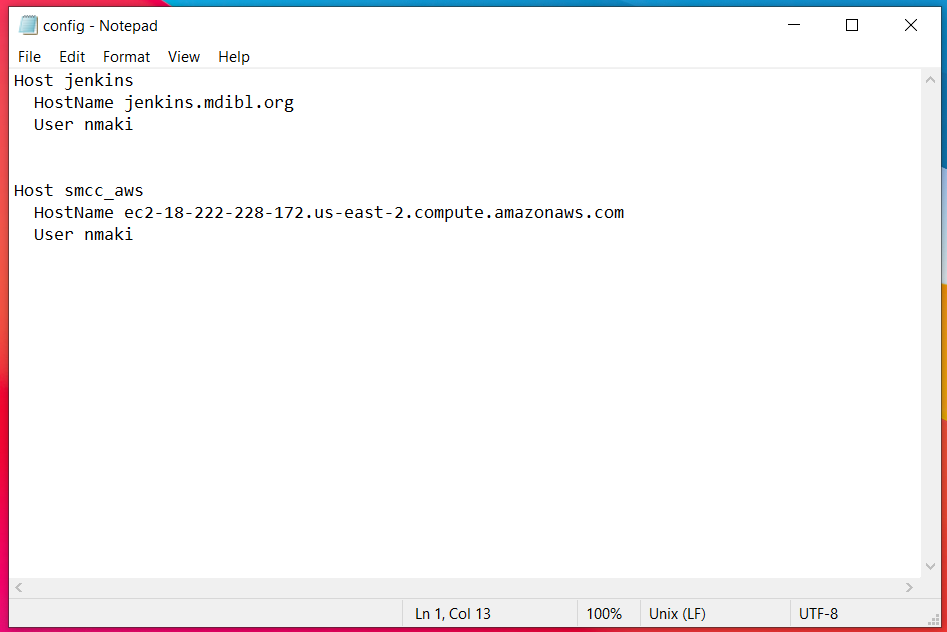 config - Notepad
File Edit Format View Help
Host jenkins
  HostName jenkins.mdibl.org
  User nmaki
Host smcc_aws
  HostName ec2-18-222-228-172.us-east-2.compute.amazonaws.com
  User nmaki
Ln 1, Col 13 100% Unix (LF) UTF-8